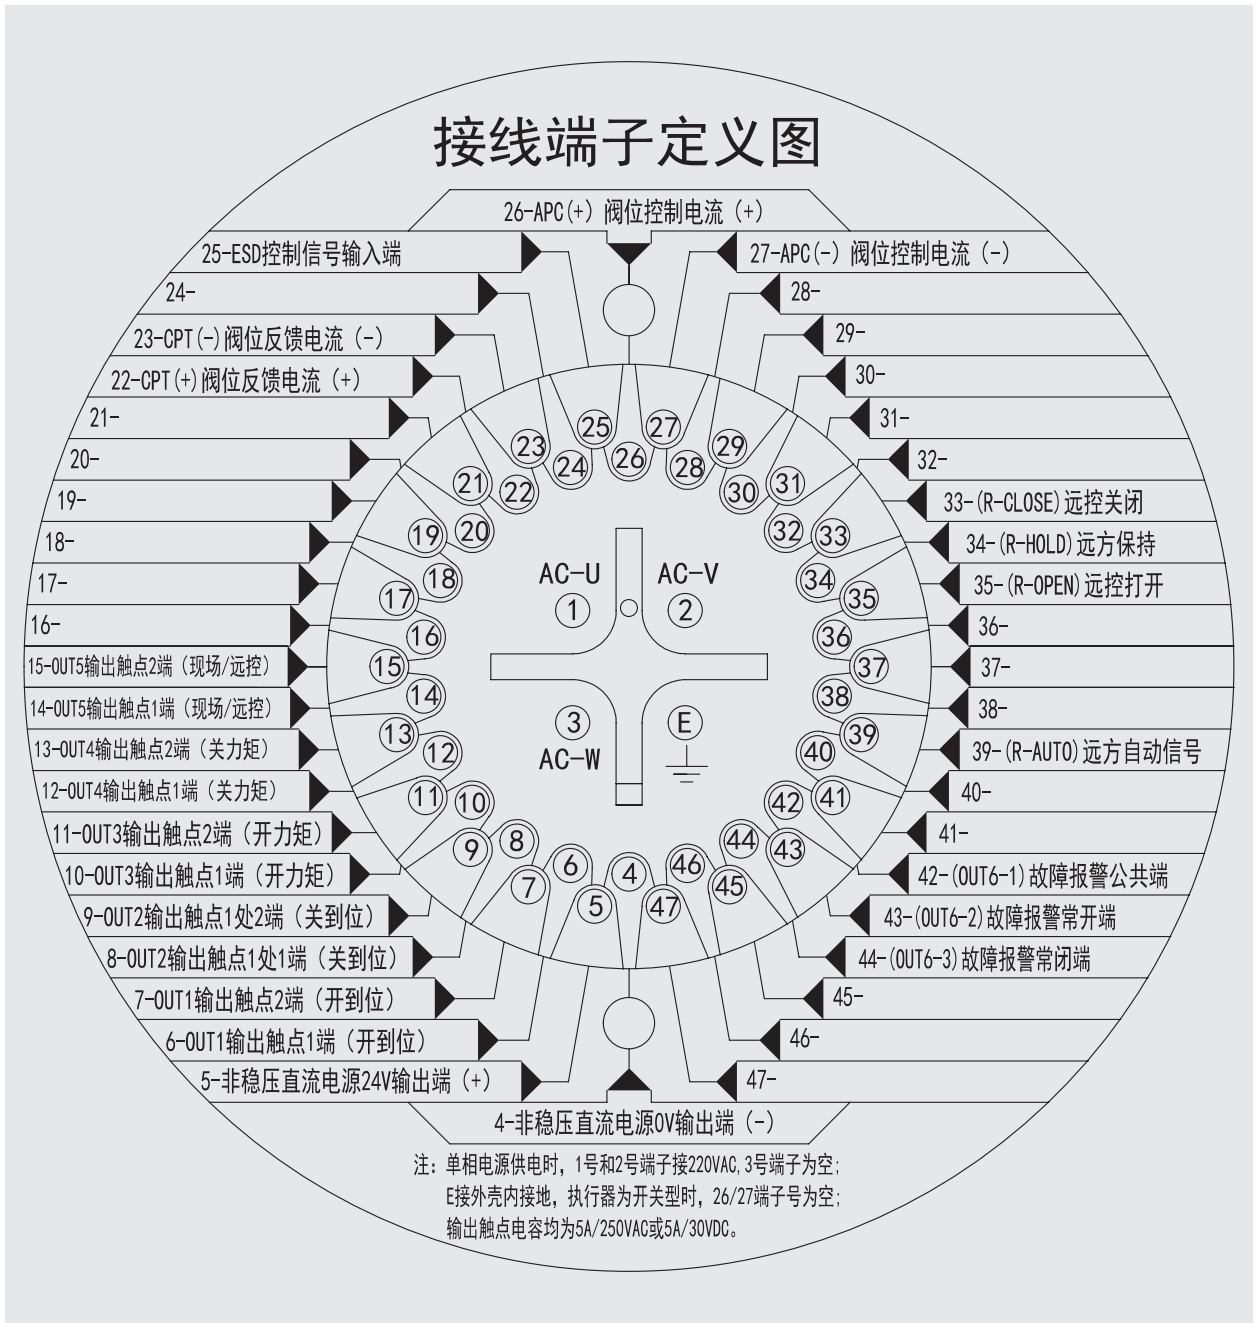 接线端子定义图
26-APC(+) 阀位控制电流 (+)
25-ESD控制信号输入端
24-
23-CPT(-)阀位反馈电流 (-)
22-CPT(+)阀位反馈电流 (+)
21-
20-
19-
18-
17-
16-
15-OUT5输出触点2端 (现场/远控)
14-OUT5输出触点1端 (现场/远控)
13-OUT4输出触点2端 (关力矩)
12-OUT4输出触点1端 (关力矩)
11-OUT3输出触点2端 (开力矩)
10-OUT3输出触点1端 (开力矩)
9-OUT2输出触点1处2端 (关到位)
8-OUT2输出触点1处1端 (关到位)
7-OUT1输出触点2端 (开到位)
6-OUT1输出触点1端 (开到位)
5-非稳压直流电源24V输出端 (+)
27-APC(-) 阀位控制电流 (-)
28-
29-
30-
31-
32-
33-(R-CLOSE)远控关闭
34-(R-HOLD)远方保持
35-(R-OPEN)远控打开
36-
37-
38-
39-(R-AUTO)远方自动信号
40-
41-
42-(OUT6-1)故障报警公共端
43-(OUT6-2)故障报警常开端
44-(OUT6-3)故障报警常闭端
45-
46-
47-
4-非稳压直流电源0V输出端 (-)
25
27
23
26
29
24
28
21
22
30
31
19
20
32
33
18
34
17
35
16
36
15
37
14
38
13
39
12
40
11
10
42
41
9
8
44
43
7
6
4
46
45
5
47
AC-U
AC-V
1
2
3
E
AC-W
注: 单相电源供电时, 1号和2号端子接220VAC, 3号端子为空;
E接外壳内接地, 执行器为开关型时, 26/27端子号为空;
输出触点电容均为5A/250VAC或5A/30VDC。